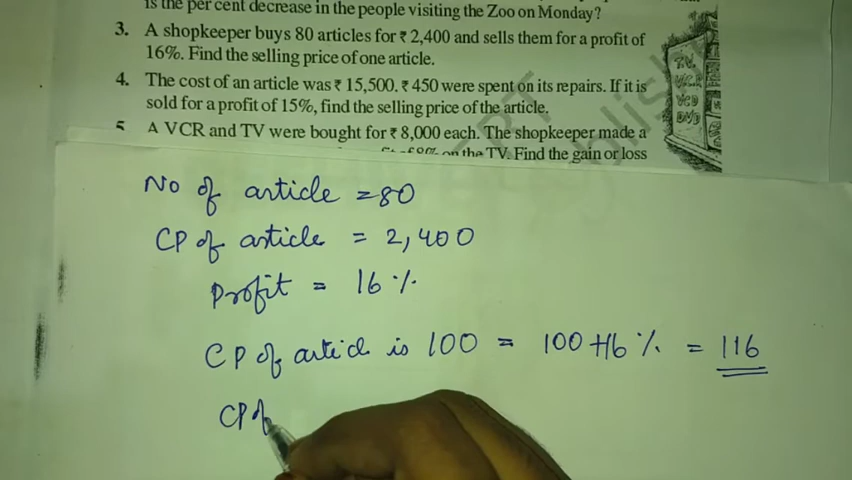 is the per cent decrease in the people visiting the Zoo on Monday?
3. A shopkeeper buys 80 articles for ₹ 2,400 and sells them for a profit of
16%. Find the selling price of one article.
4. The cost of an article was ₹ 15,500. ₹ 450 were spent on its repairs. If it is
sold for a profit of 15%, find the selling price of the article.
5 A VCR and TV were bought for ₹ 8,000 each. The shopkeeper made a
on the TV. Find the gain or loss
TV.
VCR
VCD
DVD
No of article = 80
CP of article = 2,400
Profit = 16 %
CP of article is 100 = 100 + 16 % = 116
CP of